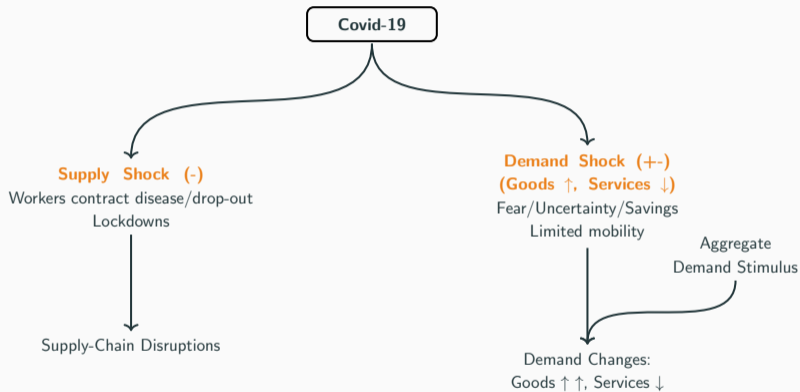 Covid-19
Supply Shock (-)
Workers contract disease/drop-out
Lockdowns
Supply-Chain Disruptions
Demand Shock (+-)
(Goods ↑, Services ↓)
Fear/Uncertainty/Savings
Limited mobility
Aggregate
Demand Stimulus
Demand Changes:
Goods ↑ ↑, Services ↓